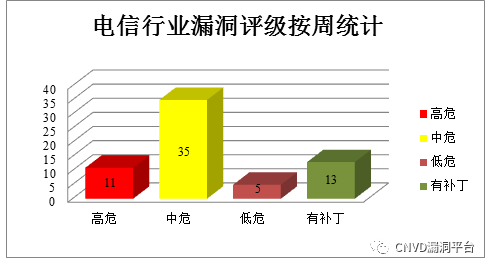 电信行业漏洞评级按周统计
40
35
30
25
20
15
10
5
0
11
35
5
13
高危
中危
低危
有补丁
高危
中危
低危
有补丁
CNVD漏洞平台